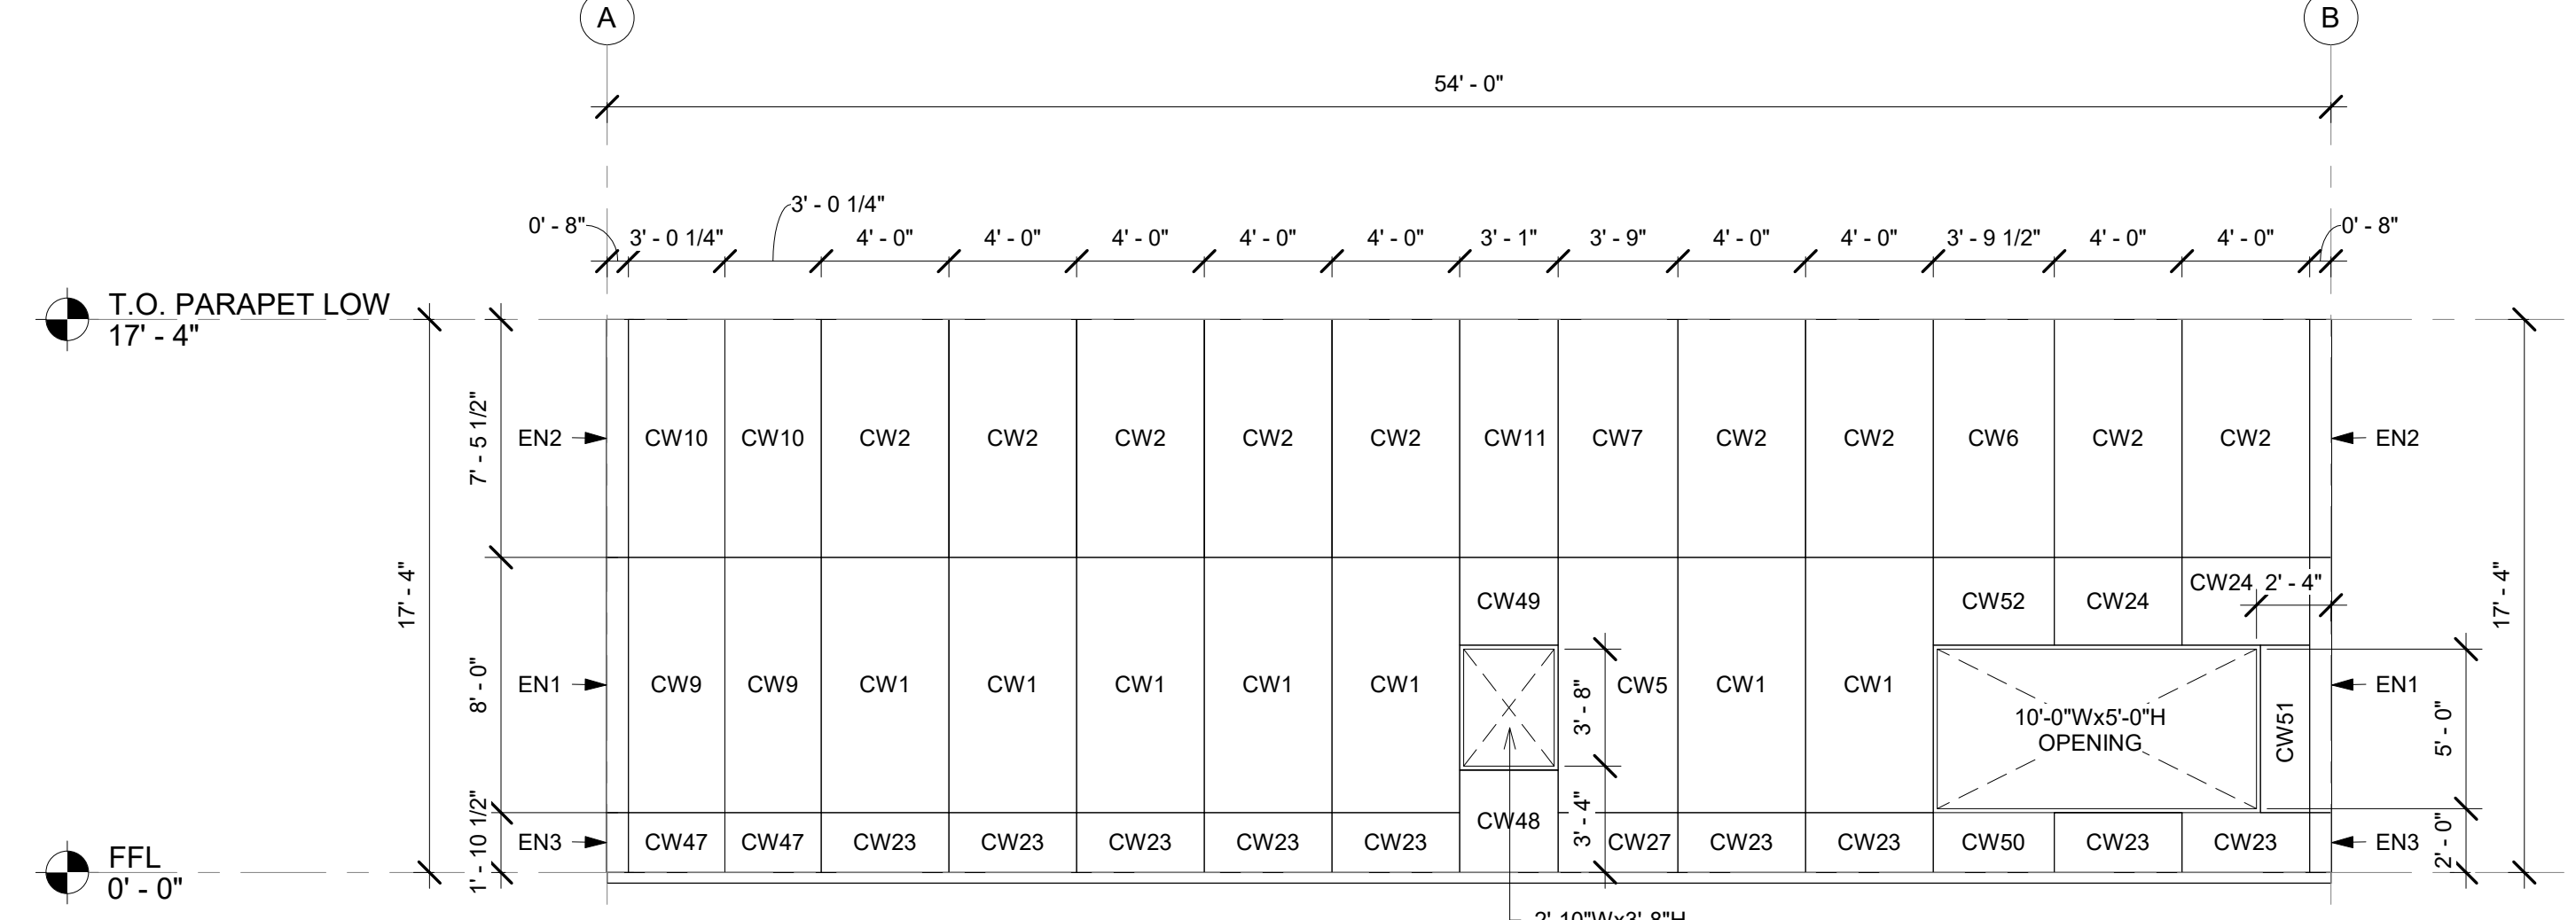 A
B
54' - 0"
0' - 8"
3' - 0 1/4"
3' - 0 1/4"
4' - 0"
4' - 0"
4' - 0"
4' - 0"
4' - 0"
3' - 1"
3' - 9"
4' - 0"
4' - 0"
3' - 9 1/2"
4' - 0"
4' - 0"
0' - 8"
T.O. PARAPET LOW
17' - 4"
17' - 4"
7' - 5 1/2"
EN2
CW10
CW10
CW2
CW2
CW2
CW2
CW2
CW11
CW7
CW2
CW2
CW6
CW2
CW2
EN2
17' - 4"
CW49
CW52
CW24
CW24
2' - 4"
8' - 0"
EN1
CW9
CW9
CW1
CW1
CW1
CW1
CW1
3' - 8"
CW5
CW1
CW1
10'-0"Wx5'-0"H
OPENING
CW51
EN1
5' - 0"
1' - 10 1/2"
EN3
CW47
CW47
CW23
CW23
CW23
CW23
CW23
CW48
3' - 4"
CW27
CW23
CW23
CW50
CW23
CW23
EN3
2' - 0"
FFL
0' - 0"
2'-10"Wx3'-8"H